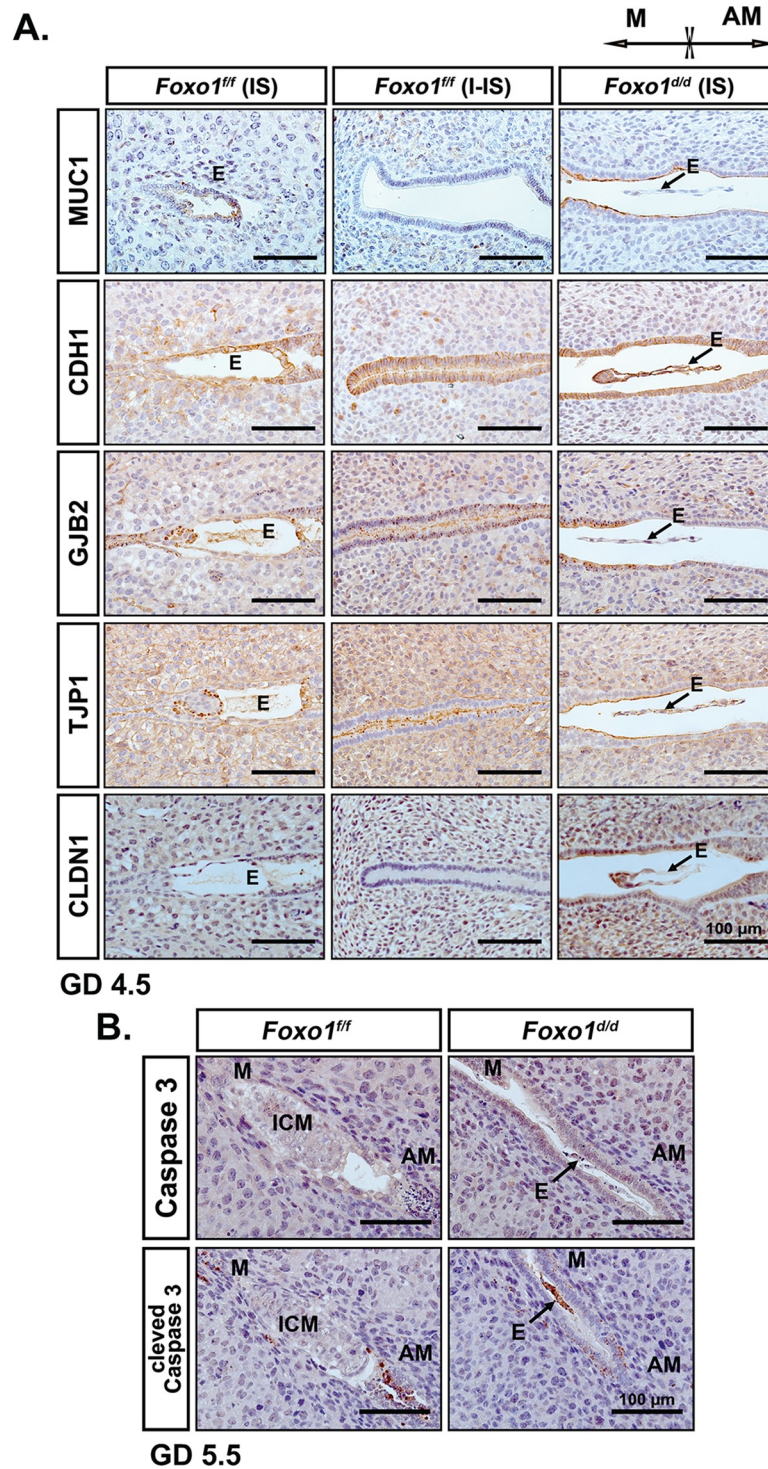 A.
M AM
Foxo1f/f (IS) Foxo1f/f (I-IS) Foxo1d/d (IS)
MUC1
E E
CDH1
E E
GJB2
E E
TJP1
E E
CLDN1
E E
100 µm
GD 4.5
B.
Foxo1f/f Foxo1d/d
Caspase 3
M M
ICM
AM AM
E
cleved
Caspase 3
M M
ICM E
AM AM
100 µm
GD 5.5